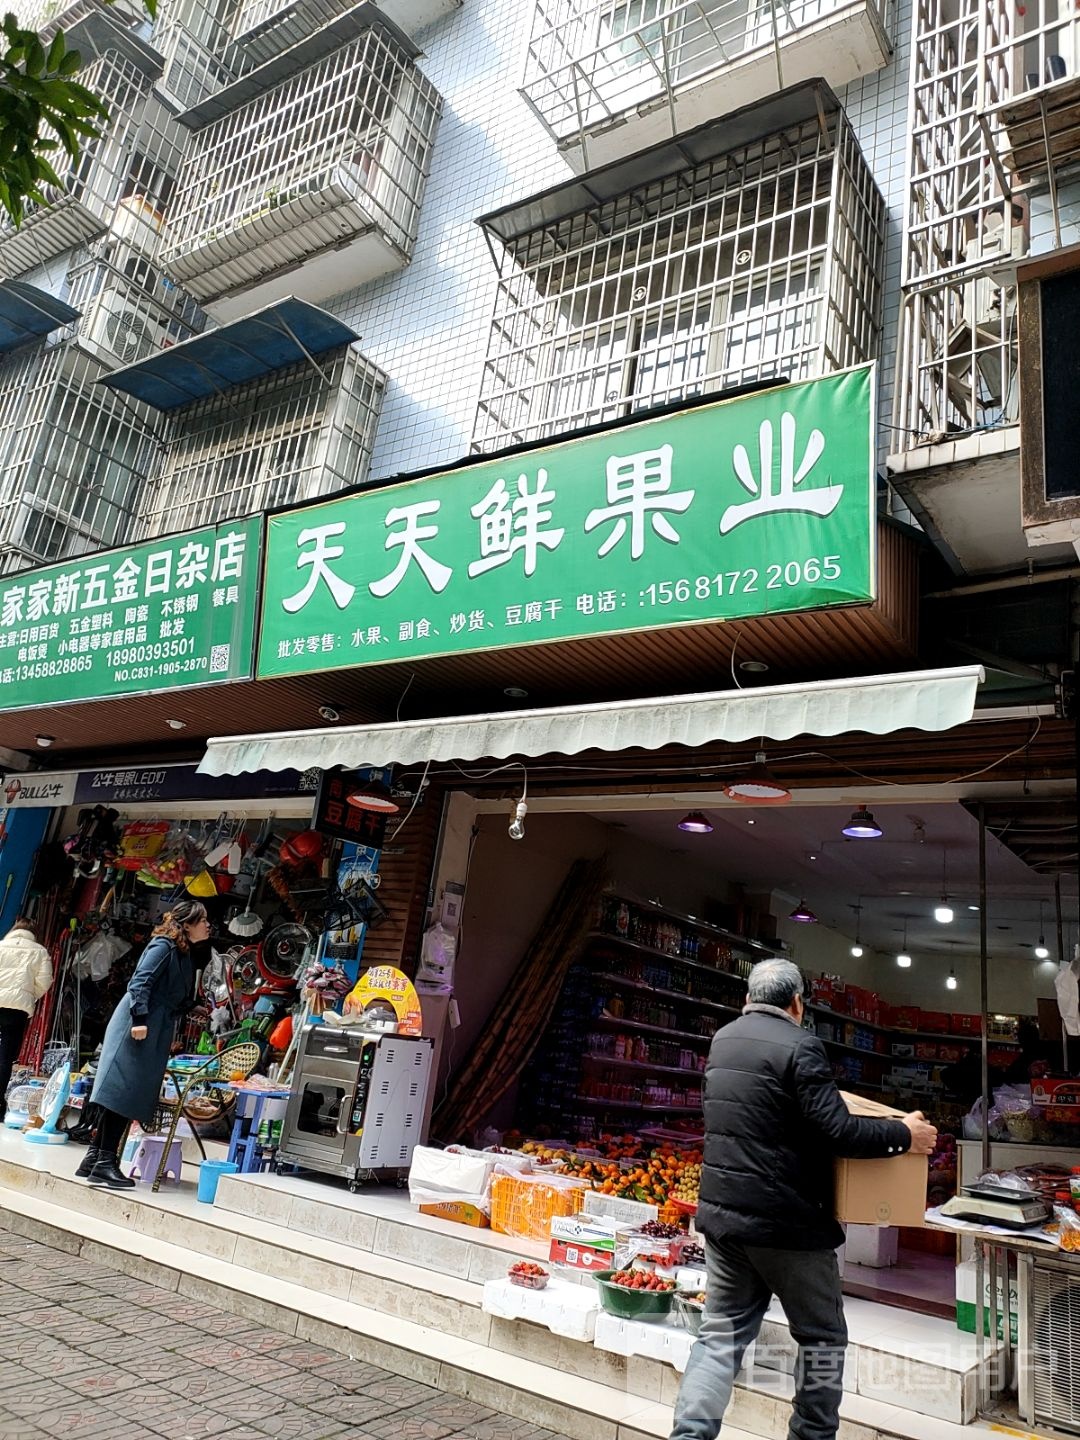 天天鲜果业
批发零售：水果、副食、炒货、豆腐干 电话：:15681722065
家家新五金日杂店
主营:日用百货 五金塑料 陶瓷 不锈钢 餐具
电饭煲 小电器等家庭用品 批发
电话:13458828865 18980393501
NO.C831-1905-2870
BULL公牛
公牛爱眼LED灯
豆腐干
百度地图用户